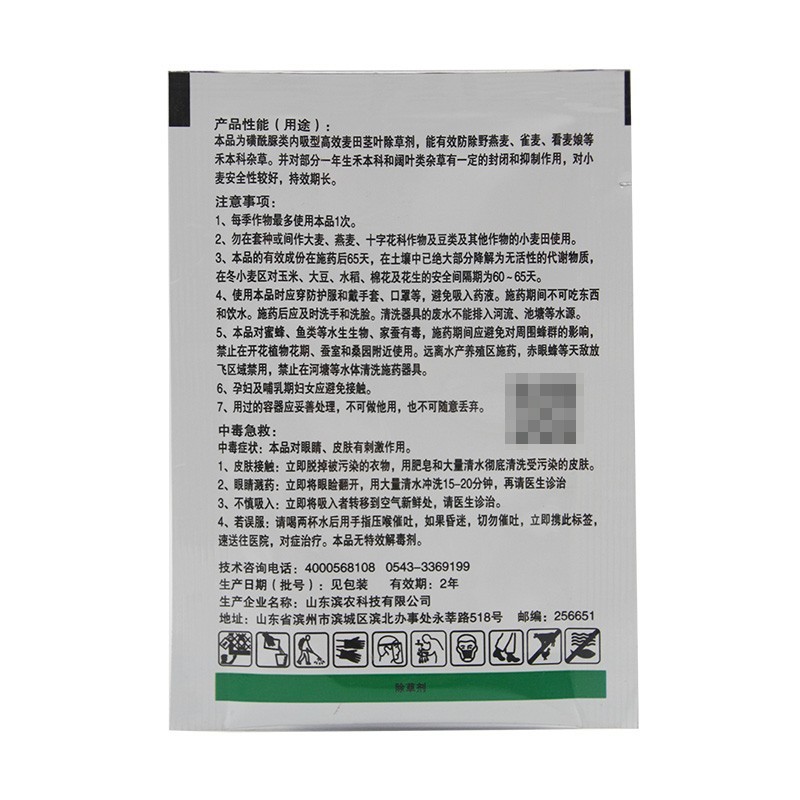 产品性能（用途）：
本品为磺酰脲类内吸型高效麦田茎叶除草剂，能有效防除野燕麦、雀麦、看麦娘等
禾本科杂草。并对部分一年生禾本科和阔叶类杂草有一定的封闭和抑制作用，对小
麦安全性较好，持效期长。
注意事项：
1、每季作物最多使用本品1次。
2、勿在套种或间作大麦、燕麦、十字花科作物及豆类及其他作物的小麦田使用。
3、本品的有效成份在施药后65天，在土壤中已绝大部分降解为无活性的代谢物质，
在冬小麦区对玉米、大豆、水稻、棉花及花生的安全间隔期为60~65天。
4、使用本品时应穿防护服和戴手套、口罩等，避免吸入药液。施药期间不可吃东西
和饮水。施药后应及时洗手和洗脸。清洗器具的废水不能排入河流、池塘等水源。
5、本品对蜜蜂、鱼类等水生生物、家蚕有毒，施药期间应避免对周围蜂群的影响，
禁止在开花植物花期、蚕室和桑园附近使用。远离水产养殖区施药，赤眼蜂等天敌放
飞区域禁用，禁止在河塘等水体清洗施药器具。
6、孕妇及哺乳期妇女应避免接触。
7、用过的容器应妥善处理，不可做他用，也不可随意丢弃。
中毒急救：
中毒症状：本品对眼睛、皮肤有刺激作用。
1、皮肤接触：立即脱掉被污染的衣物，用肥皂和大量清水彻底清洗受污染的皮肤。
2、眼睛溅药：立即将眼睑翻开，用大量清水冲洗15-20分钟，再请医生诊治
3、不慎吸入：立即将吸入者转移到空气新鲜处，请医生诊治。
4、若误服：请喝两杯水后用手指压喉催吐，如果昏迷，切勿催吐，立即携此标签，
速送往医院，对症治疗。本品无特效解毒剂。
技术咨询电话：4000568108 0543-3369199
生产日期（批号）：见包装 有效期：2年
生产企业名称：山东滨农科技有限公司
地址：山东省滨州市滨城区滨北办事处永莘路518号 邮编：256651
除草剂